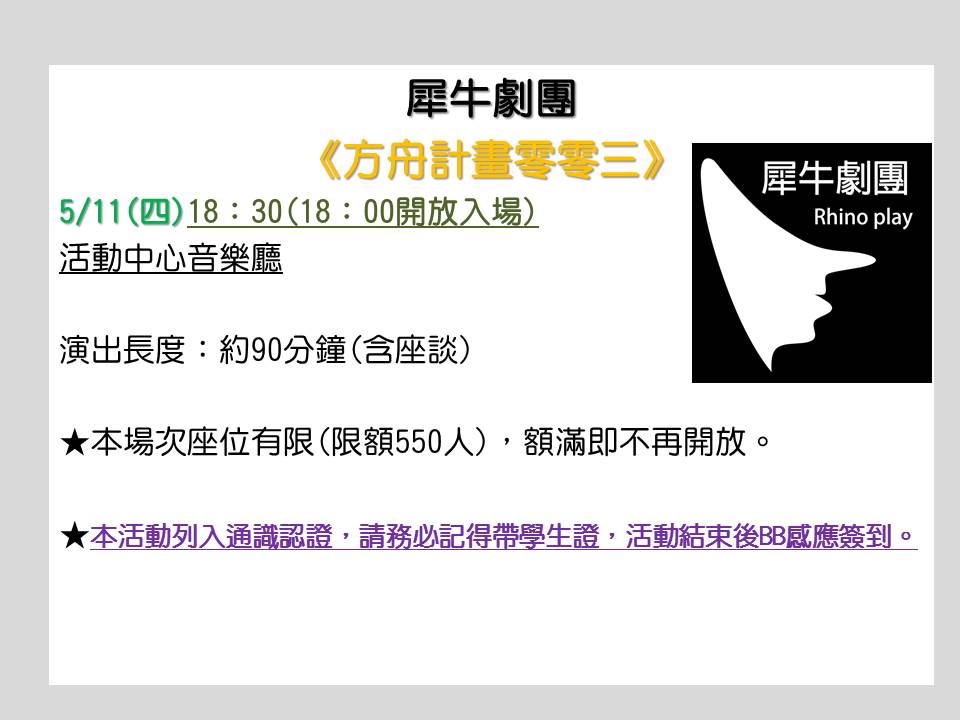 犀牛劇團
《方舟計畫零零三》
犀牛劇團
Rhino play
5/11(四)18：30(18：00開放入場)
活動中心音樂廳
演出長度：約90分鐘(含座談)
★本場次座位有限(限額550人)，額滿即不再開放。
★本活動列入通識認證，請務必記得帶學生證，活動結束後BB感應簽到。